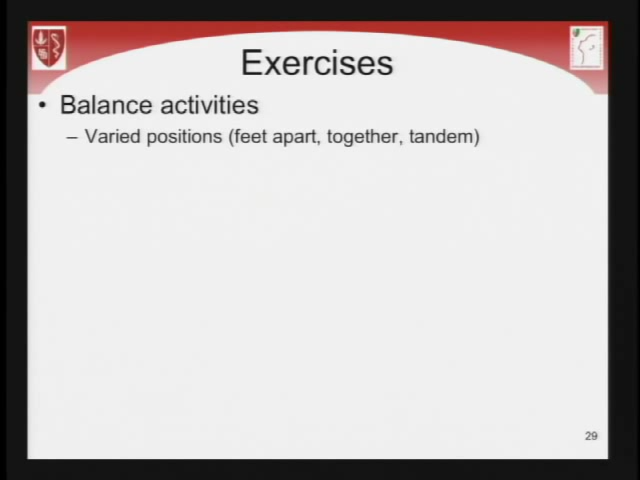 Exercises
• Balance activities
– Varied positions (feet apart, together, tandem)
29